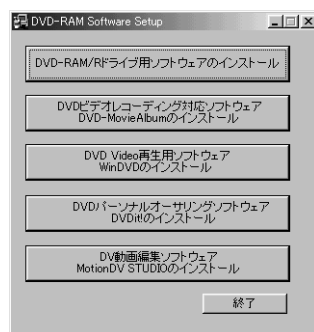 DVD-RAM Software Setup
DVD-RAM/Rドライブ用ソフトウェアのインストール
DVDビデオレコーディング対応ソフトウェア
DVD-MovieAlbumのインストール
DVD Video再生用ソフトウェア
WinDVDのインストール
DVDパーソナルオーサリングソフトウェア
DVDit!のインストール
DV動画編集ソフトウェア
MotionDV STUDIOのインストール
終了